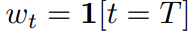 w_t = 𝟏[t = T]